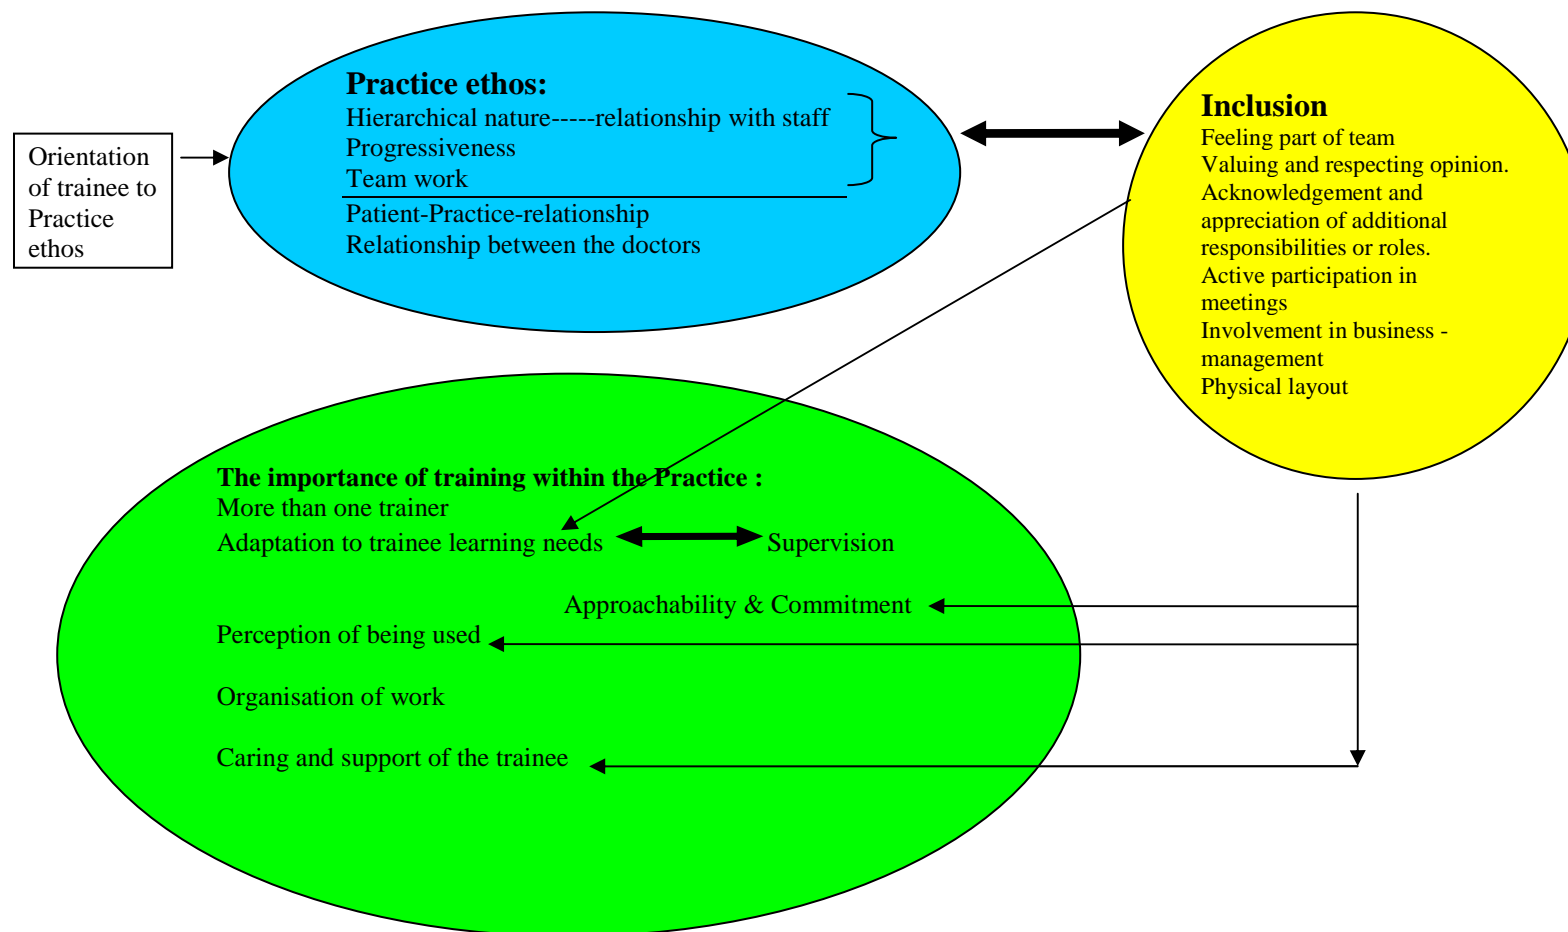 Orientation
of trainee to
Practice
ethos
Practice ethos:
Hierarchical nature-----relationship with staff
Progressiveness
Team work
Patient-Practice-relationship
Relationship between the doctors
Inclusion
Feeling part of team
Valuing and respecting opinion.
Acknowledgement and
appreciation of additional
responsibilities or roles.
Active participation in
meetings
Involvement in business -
management
Physical layout
The importance of training within the Practice :
More than one trainer
Adaptation to trainee learning needs Supervision
Approachability & Commitment
Perception of being used
Organisation of work
Caring and support of the trainee